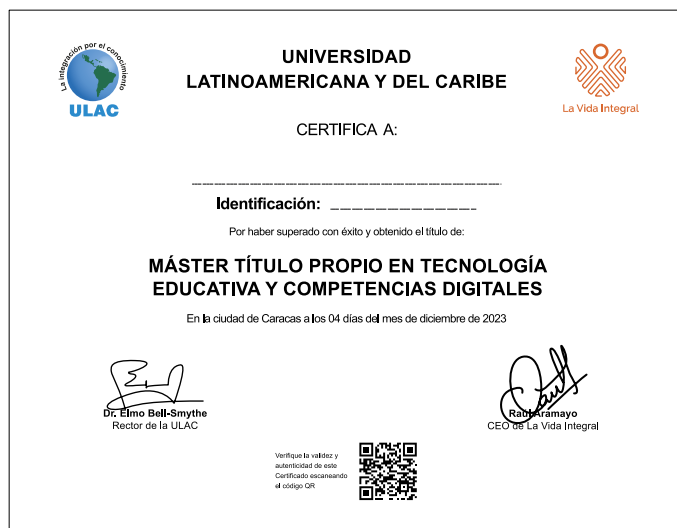 La integración por el conocimiento
ULAC
UNIVERSIDAD
LATINOAMERICANA Y DEL CARIBE
La Vida Integral
CERTIFICA A:
Identificación:
Por haber superado con éxito y obtenido el título de:
MÁSTER TÍTULO PROPIO EN TECNOLOGÍA
EDUCATIVA Y COMPETENCIAS DIGITALES
En la ciudad de Caracas a los 04 días del mes de diciembre de 2023
Dr. Elmo Bell-Smythe
Rector de la ULAC
Raúl Aramayo
CEO de La Vida Integral
Verifique la validez y
autenticidad de este
Certificado escaneando
el código QR